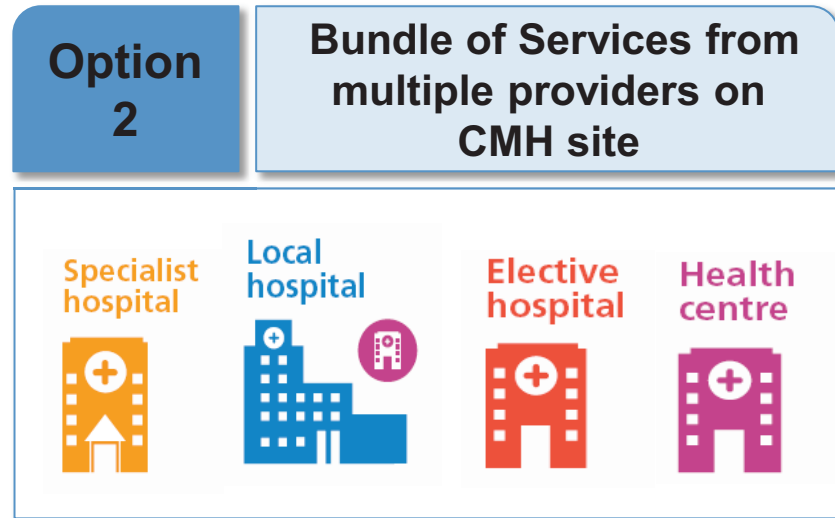 Option
2
Bundle of Services from
multiple providers on
CMH site
Specialist
hospital
Local
hospital
Elective
hospital
Health
centre